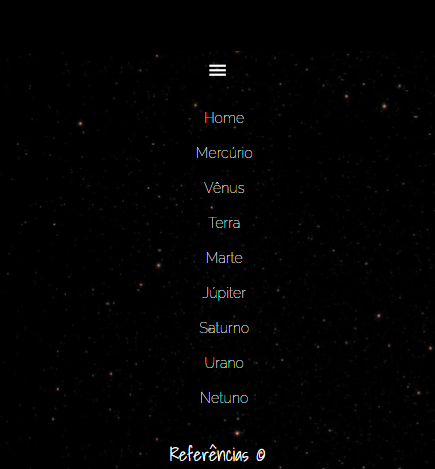 Home
Mercúrio
Vênus
Terra
Marte
Júpiter
Saturno
Urano
Netuno
Referências ©